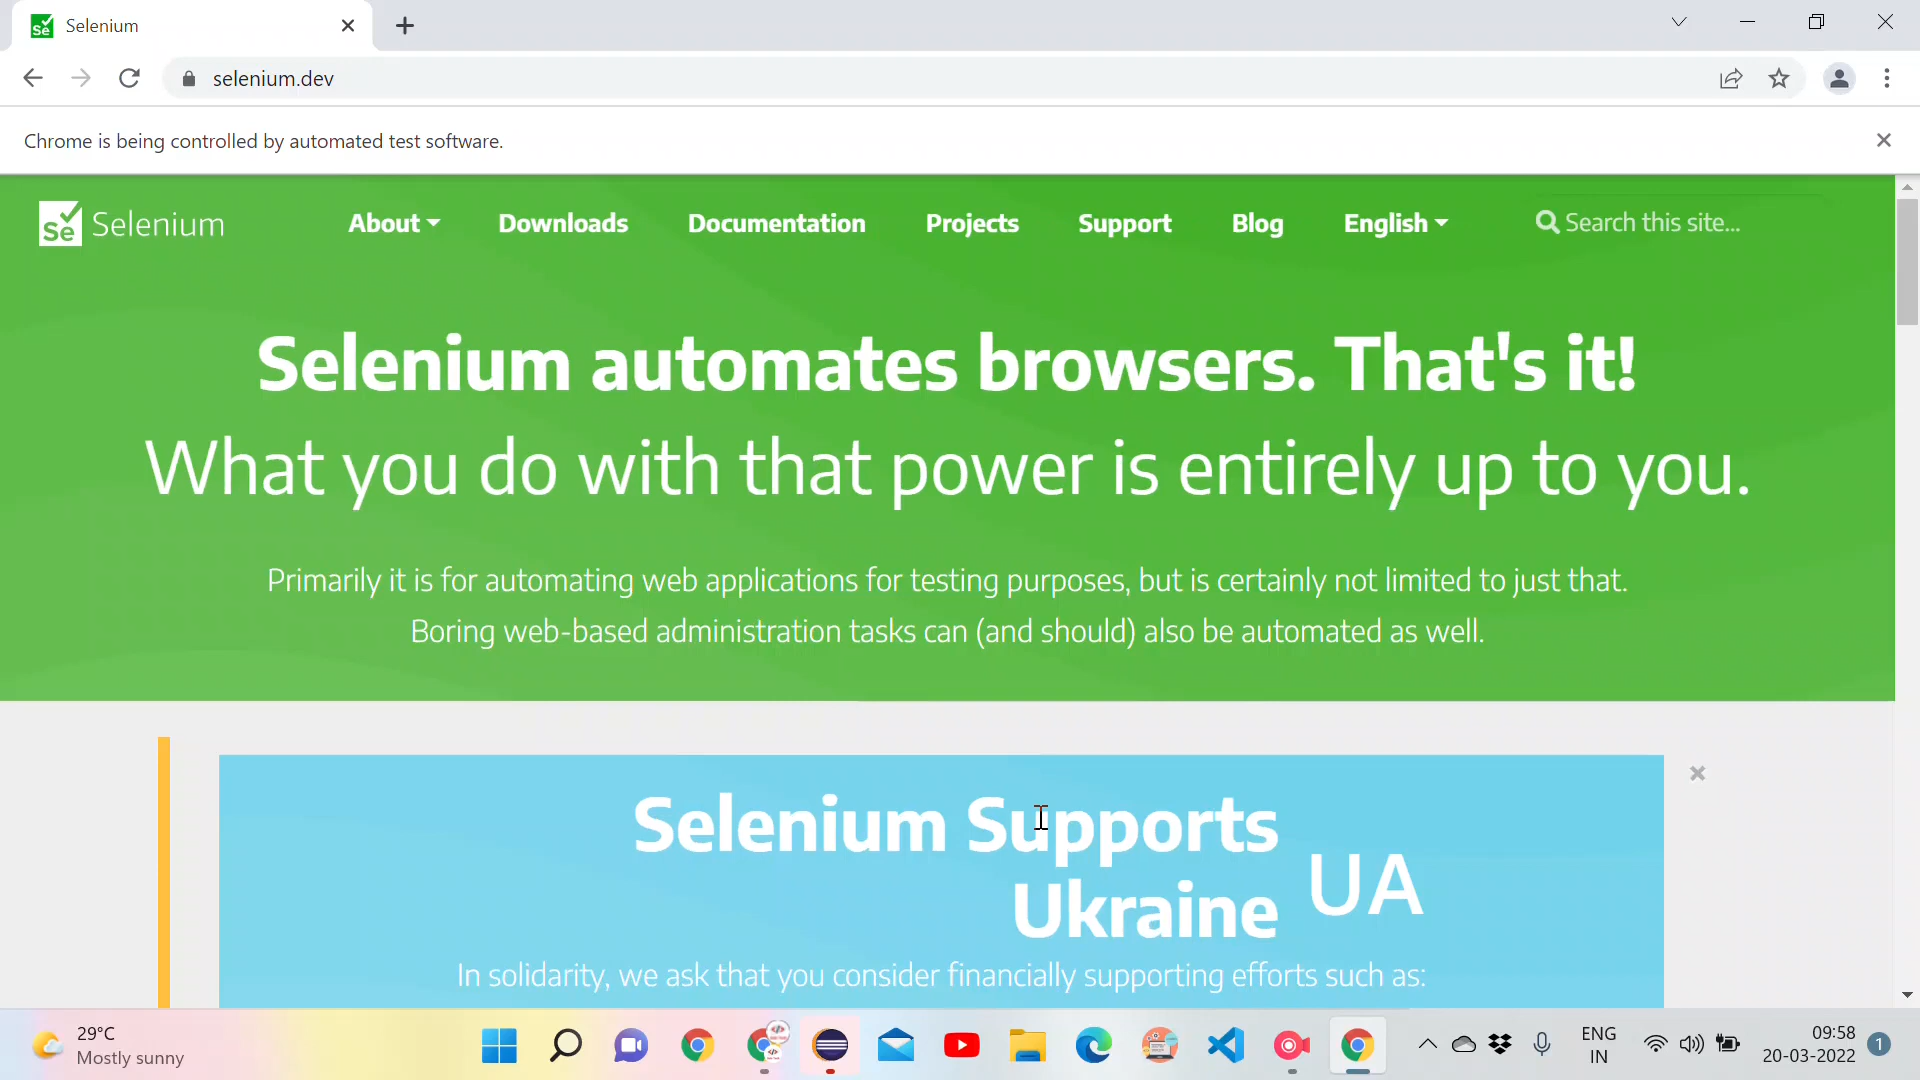 Selenium
selenium.dev
Chrome is being controlled by automated test software.
Se Selenium
About Downloads Documentation Projects Support Blog English Search this site...
Selenium automates browsers. That's it!
What you do with that power is entirely up to you.
Primarily it is for automating web applications for testing purposes, but is certainly not limited to just that.
Boring web-based administration tasks can (and should) also be automated as well.
Selenium Supports
Ukraine
UA
In solidarity, we ask that you consider financially supporting efforts such as:
29°C
Mostly sunny
ENG
IN
09:58
20-03-2022
1